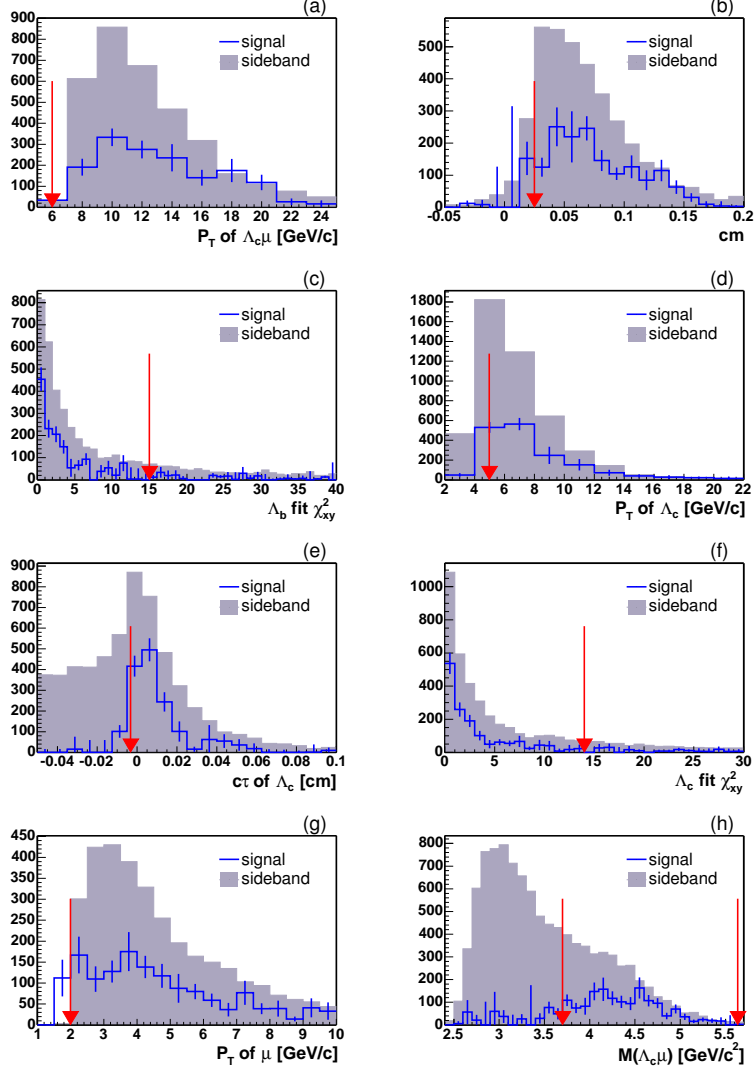 (a)
900
800
700
600
500
400
300
200
100
0
signal
sideband
6 8 10 12 14 16 18 20 22 24
P_T of Λ_cμ [GeV/c]
(b)
500
400
300
200
100
0
signal
sideband
-0.05 0 0.05 0.1 0.15 0.2
cm
(c)
800
700
600
500
400
300
200
100
0
signal
sideband
0 5 10 15 20 25 30 35 40
Λ_b fit χ²_xy
(d)
1800
1600
1400
1200
1000
800
600
400
200
0
signal
sideband
2 4 6 8 10 12 14 16 18 20 22
P_T of Λ_c [GeV/c]
(e)
900
800
700
600
500
400
300
200
100
0
signal
sideband
-0.04 -0.02 0 0.02 0.04 0.06 0.08 0.1
cτ of Λ_c [cm]
(f)
1000
800
600
400
200
0
signal
sideband
0 5 10 15 20 25 30
Λ_c fit χ²_xy
(g)
450
400
350
300
250
200
150
100
50
0
signal
sideband
1 2 3 4 5 6 7 8 9 10
P_T of μ [GeV/c]
(h)
800
700
600
500
400
300
200
100
0
signal
sideband
2.5 3 3.5 4 4.5 5 5.5
M(Λ_cμ) [GeV/c²]